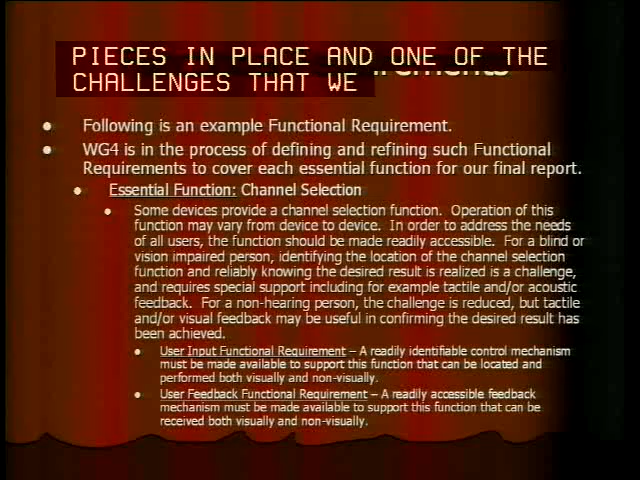 PIECES IN PLACE AND ONE OF THE
CHALLENGES THAT WE
Following is an example Functional Requirement.
WG4 is in the process of defining and refining such Functional
Requirements to cover each essential function for our final report.
Essential Function: Channel Selection
Some devices provide a channel selection function. Operation of this
function may vary from device to device. In order to address the needs
of all users, the function should be made readily accessible. For a blind or
vision impaired person, identifying the location of the channel selection
function and reliably knowing the desired result is realized is a challenge,
and requires special support including for example tactile and/or acoustic
feedback. For a non-hearing person, the challenge is reduced, but tactile
and/or visual feedback may be useful in confirming the desired result has
been achieved.
User Input Functional Requirement – A readily identifiable control mechanism
must be made available to support this function that can be located and
performed both visually and non-visually.
User Feedback Functional Requirement – A readily accessible feedback
mechanism must be made available to support this function that can be
received both visually and non-visually.